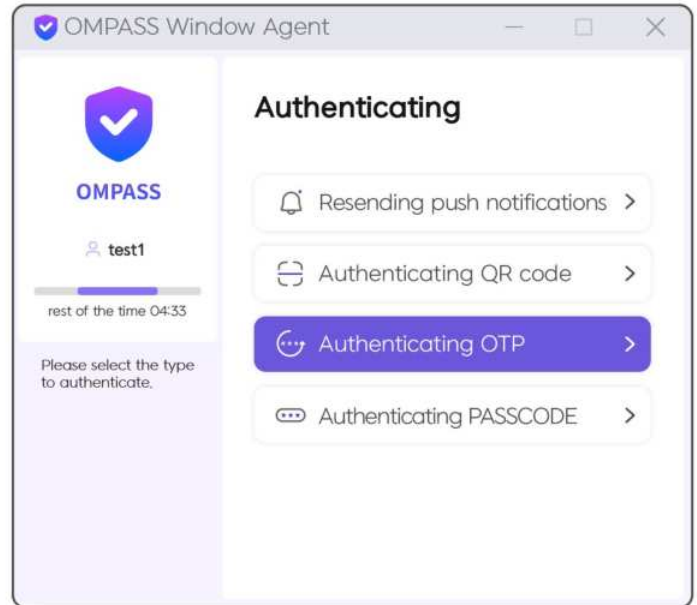 OMPASS Window Agent
OMPASS
test1
rest of the time 04:33
Please select the type
to authenticate.
Authenticating
Resending push notifications
Authenticating QR code
Authenticating OTP
Authenticating PASSCODE